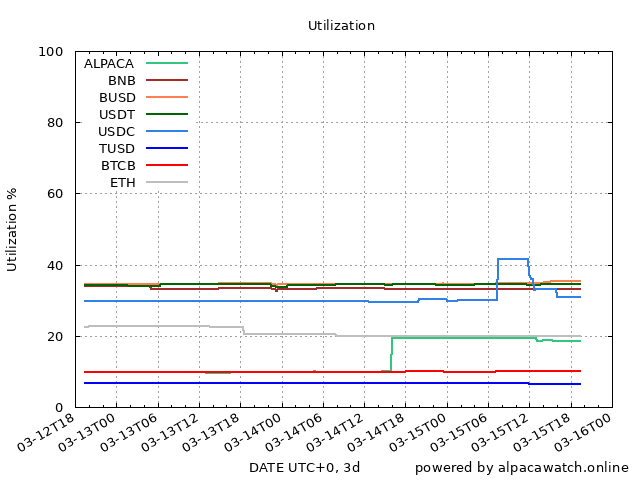 Utilization
100
80
60
40
20
0
Utilization %
ALPACA
BNB
BUSD
USDT
USDC
TUSD
BTCB
ETH
03-12T18
03-13T00
03-13T06
03-13T12
03-13T18
03-14T00
03-14T06
03-14T12
03-14T18
03-15T00
03-15T06
03-15T12
03-15T18
03-16T00
DATE UTC+0, 3d
powered by alpacawatch.online